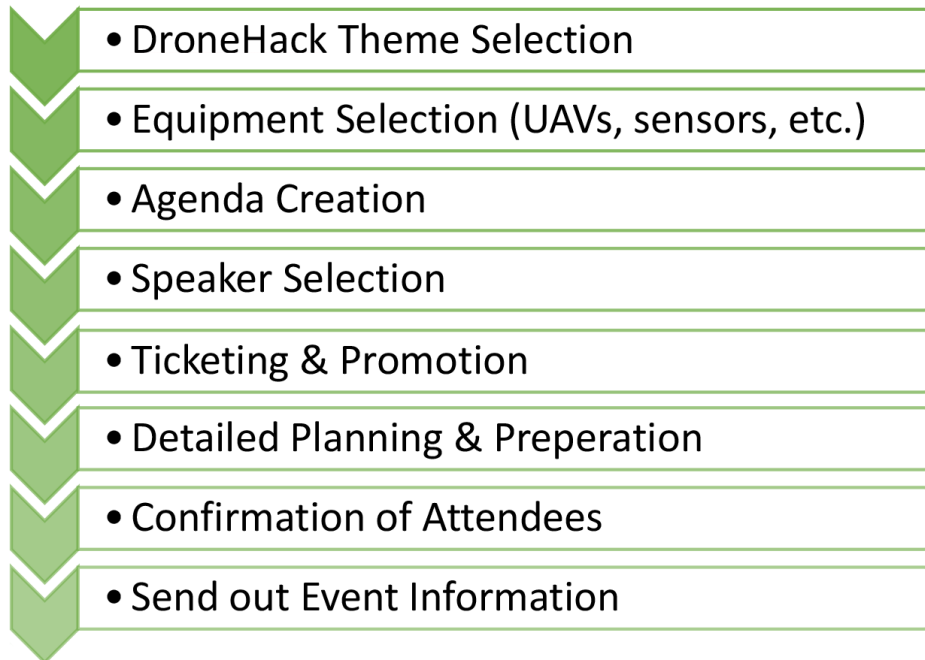 • DroneHack Theme Selection
• Equipment Selection (UAVs, sensors, etc.)
• Agenda Creation
• Speaker Selection
• Ticketing & Promotion
• Detailed Planning & Preperation
• Confirmation of Attendees
• Send out Event Information